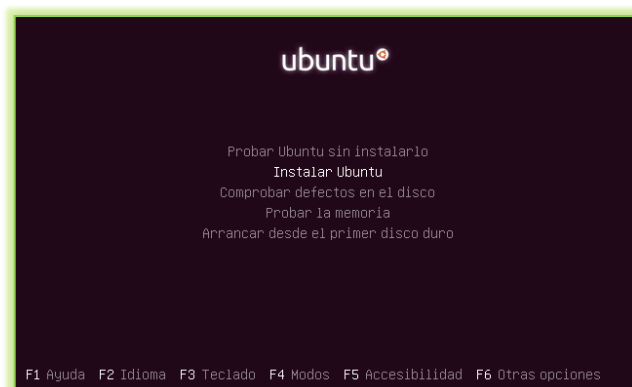 ubuntu
Probar Ubuntu sin instalarlo
Instalar Ubuntu
Comprobar defectos en el disco
Probar la memoria
Arrancar desde el primer disco duro
F1 Ayuda F2 Idioma F3 Teclado F4 Modos F5 Accesibilidad F6 Otras opciones